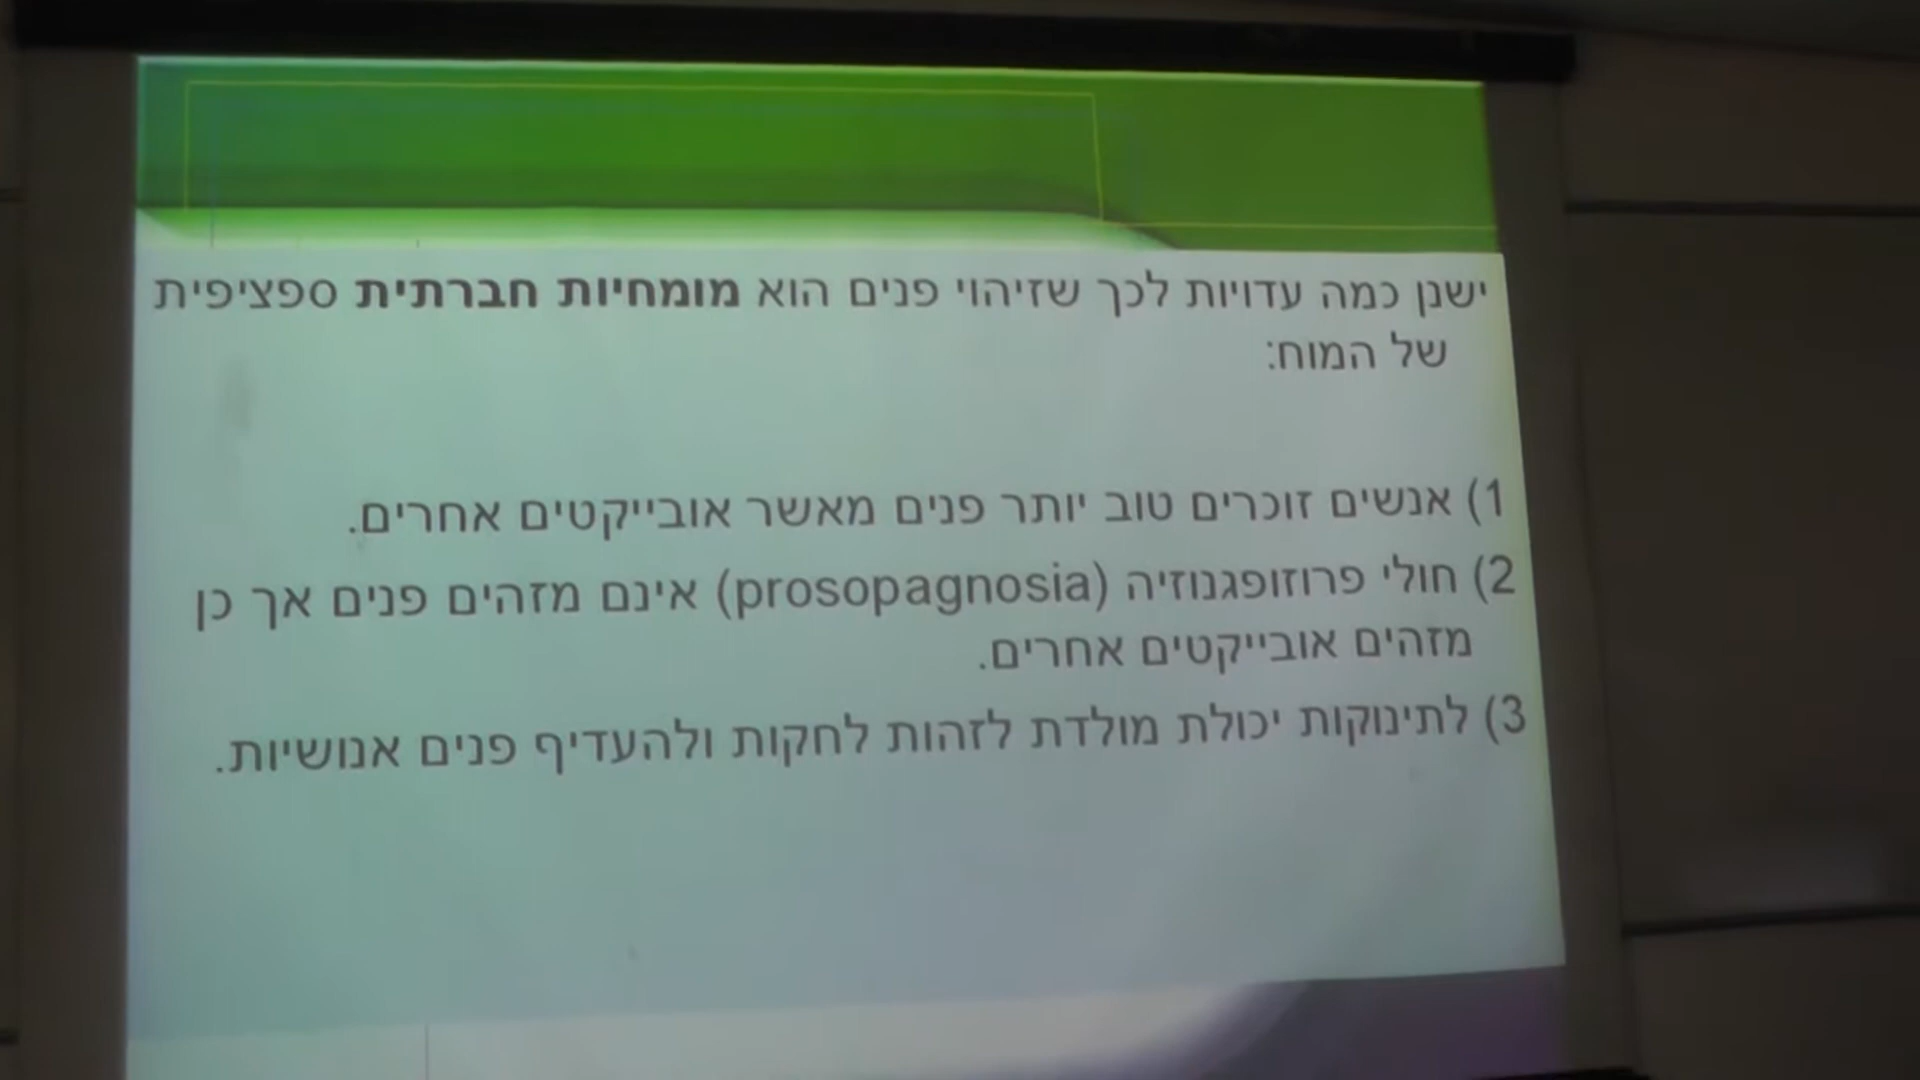 ישנן כמה עדויות לכך שזיהוי פנים הוא מומחיות חברתית ספציפית
של המוח:
1) אנשים זוכרים טוב יותר פנים מאשר אובייקטים אחרים.
2) חולי פרוזופגנוזיה (prosopagnosia) אינם מזהים פנים אך כן
מזהים אובייקטים אחרים.
3) לתינוקות יכולת מולדת לזהות לחקות ולהעדיף פנים אנושיות.